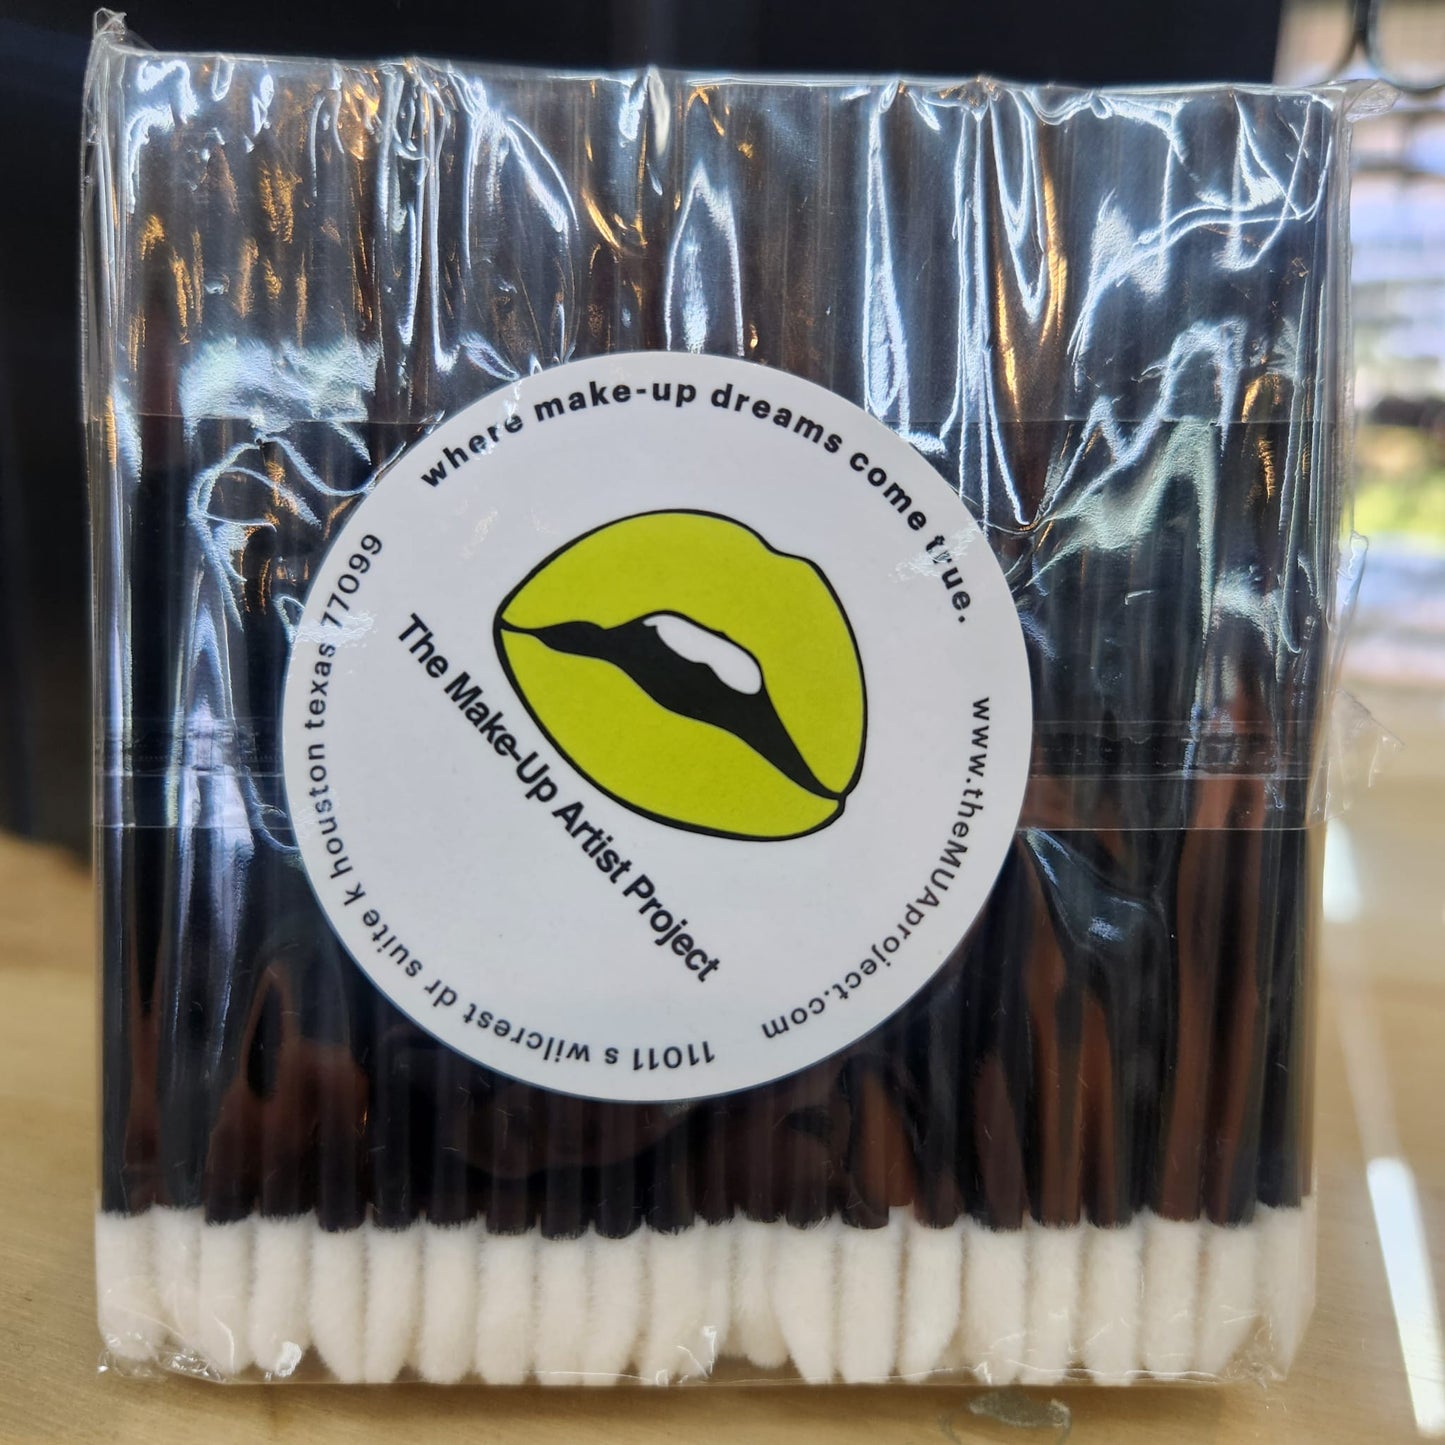 where make-up dreams come true.
www.theMUAproject.com
11011 s wilcrest dr suite k houston texas 77099
The Make-Up Artist Project